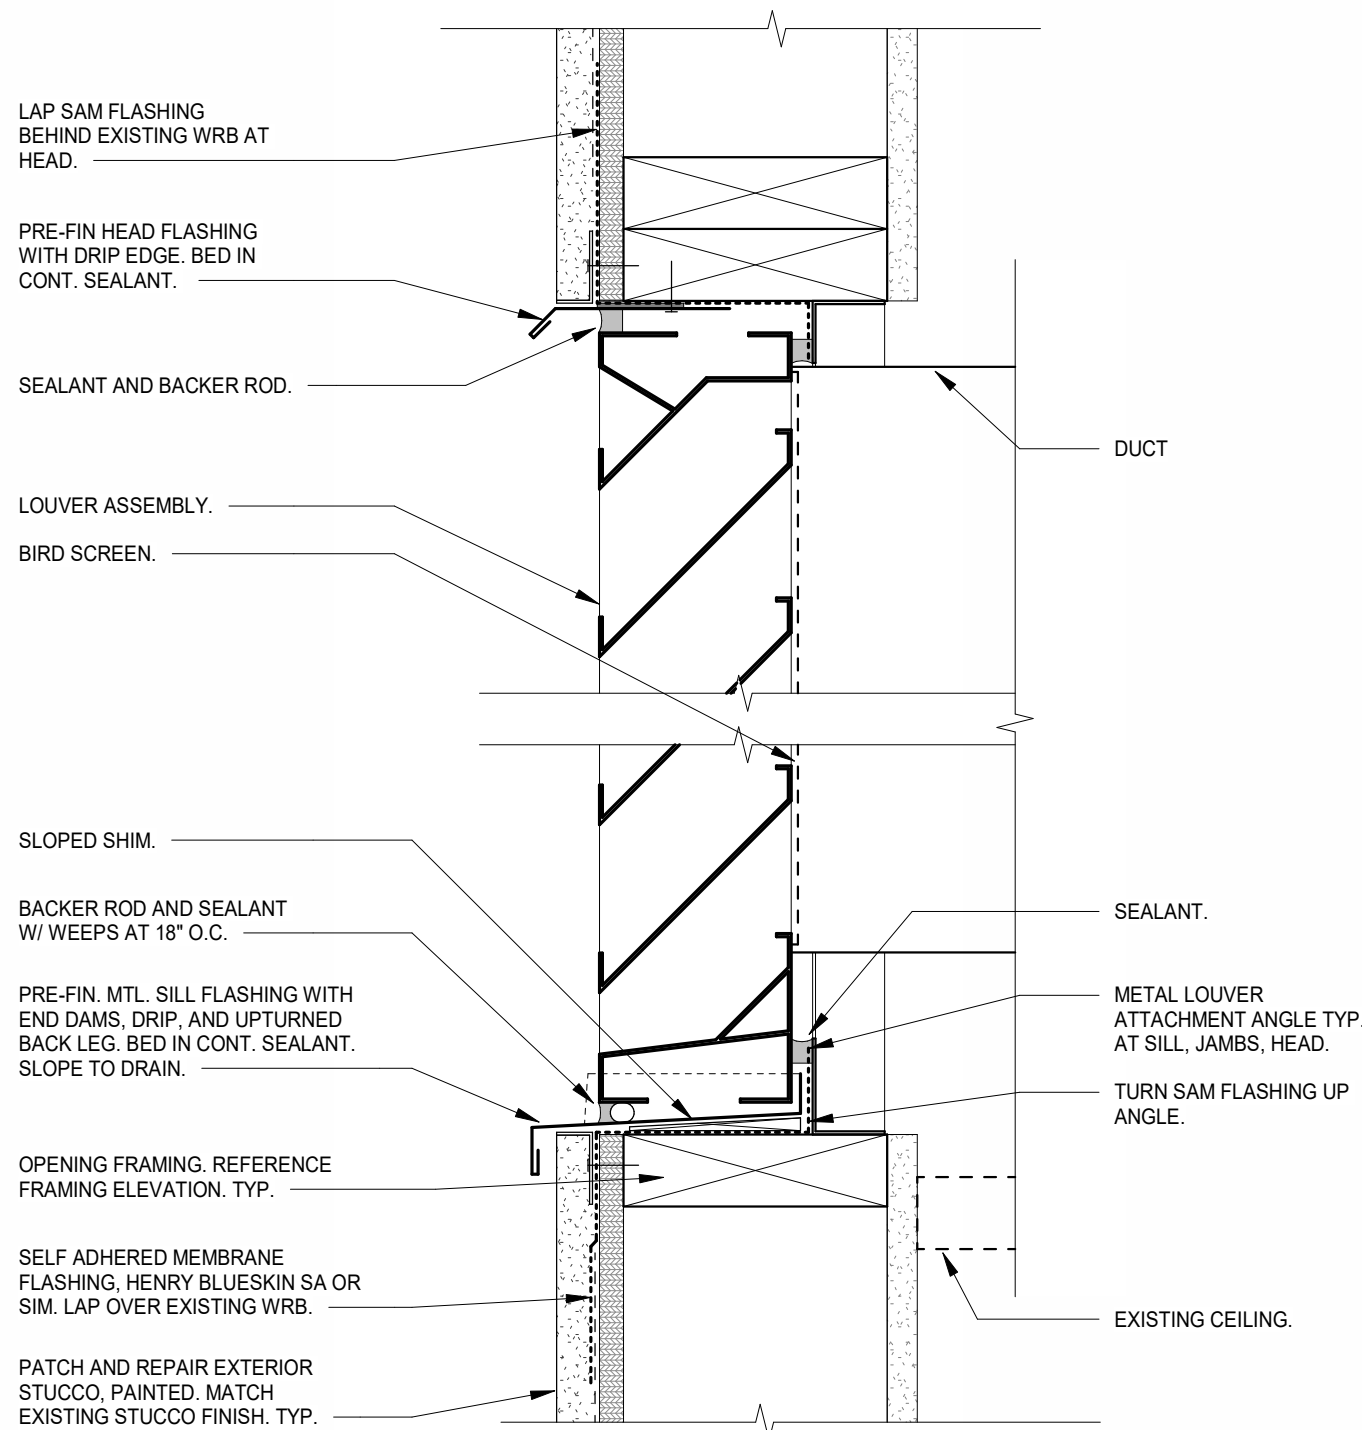 LAP SAM FLASHING
BEHIND EXISTING WRB AT
HEAD.
PRE-FIN HEAD FLASHING
WITH DRIP EDGE. BED IN
CONT. SEALANT.
SEALANT AND BACKER ROD.
LOUVER ASSEMBLY.
BIRD SCREEN.
SLOPED SHIM.
BACKER ROD AND SEALANT
W/ WEEPS AT 18" O.C.
PRE-FIN. MTL. SILL FLASHING WITH
END DAMS, DRIP, AND UPTURNED
BACK LEG. BED IN CONT. SEALANT.
SLOPE TO DRAIN.
OPENING FRAMING. REFERENCE
FRAMING ELEVATION. TYP.
SELF ADHERED MEMBRANE
FLASHING, HENRY BLUESKIN SA OR
SIM. LAP OVER EXISTING WRB.
PATCH AND REPAIR EXTERIOR
STUCCO, PAINTED. MATCH
EXISTING STUCCO FINISH. TYP.
DUCT
SEALANT.
METAL LOUVER
ATTACHMENT ANGLE TYP.
AT SILL, JAMBS, HEAD.
TURN SAM FLASHING UP
ANGLE.
EXISTING CEILING.